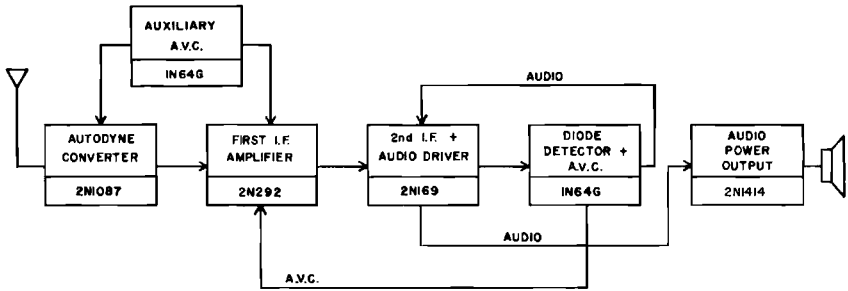 AUXILIARY
A.V.C.
1N64G
AUDIO
AUTODYNE
CONVERTER
2N1087
FIRST I.F.
AMPLIFIER
2N292
2nd I.F. +
AUDIO DRIVER
2N169
DIODE
DETECTOR +
A.V.C.
1N64G
AUDIO
POWER
OUTPUT
2N1414
AUDIO
A.V.C.